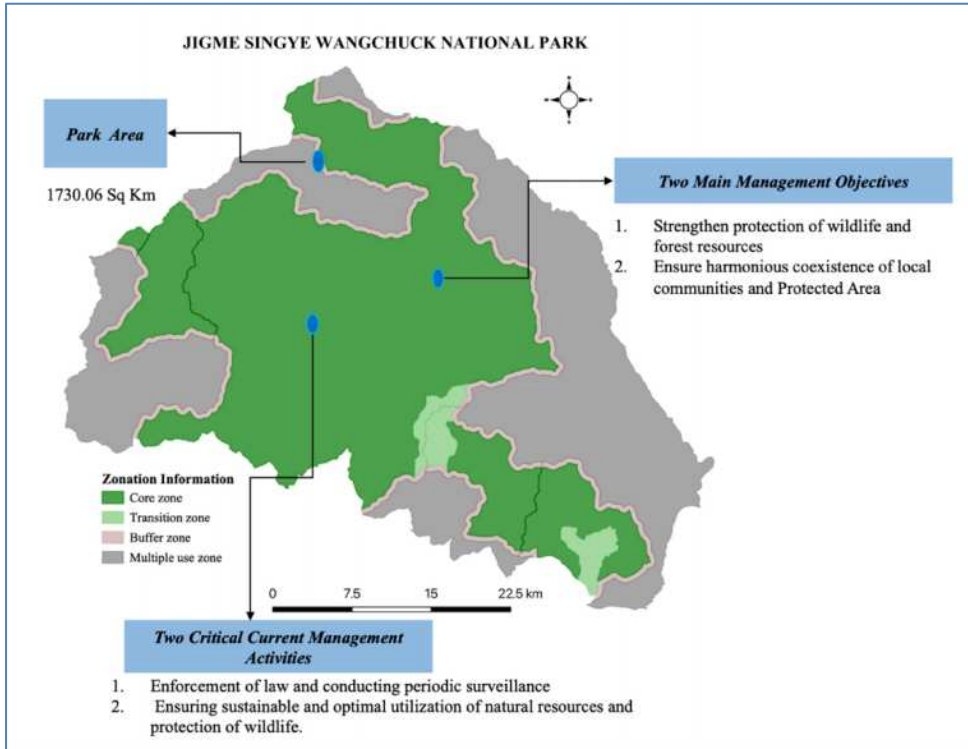 JIGME SINGYE WANGCHUCK NATIONAL PARK
Park Area
1730.06 Sq Km
Two Main Management Objectives
1. Strengthen protection of wildlife and
forest resources
2. Ensure harmonious coexistence of local
communities and Protected Area
Zonation Information
Core zone
Transition zone
Buffer zone
Multiple use zone
0 7.5 15 22.5 km
Two Critical Current Management
Activities
1. Enforcement of law and conducting periodic surveillance
2. Ensuring sustainable and optimal utilization of natural resources and
protection of wildlife.